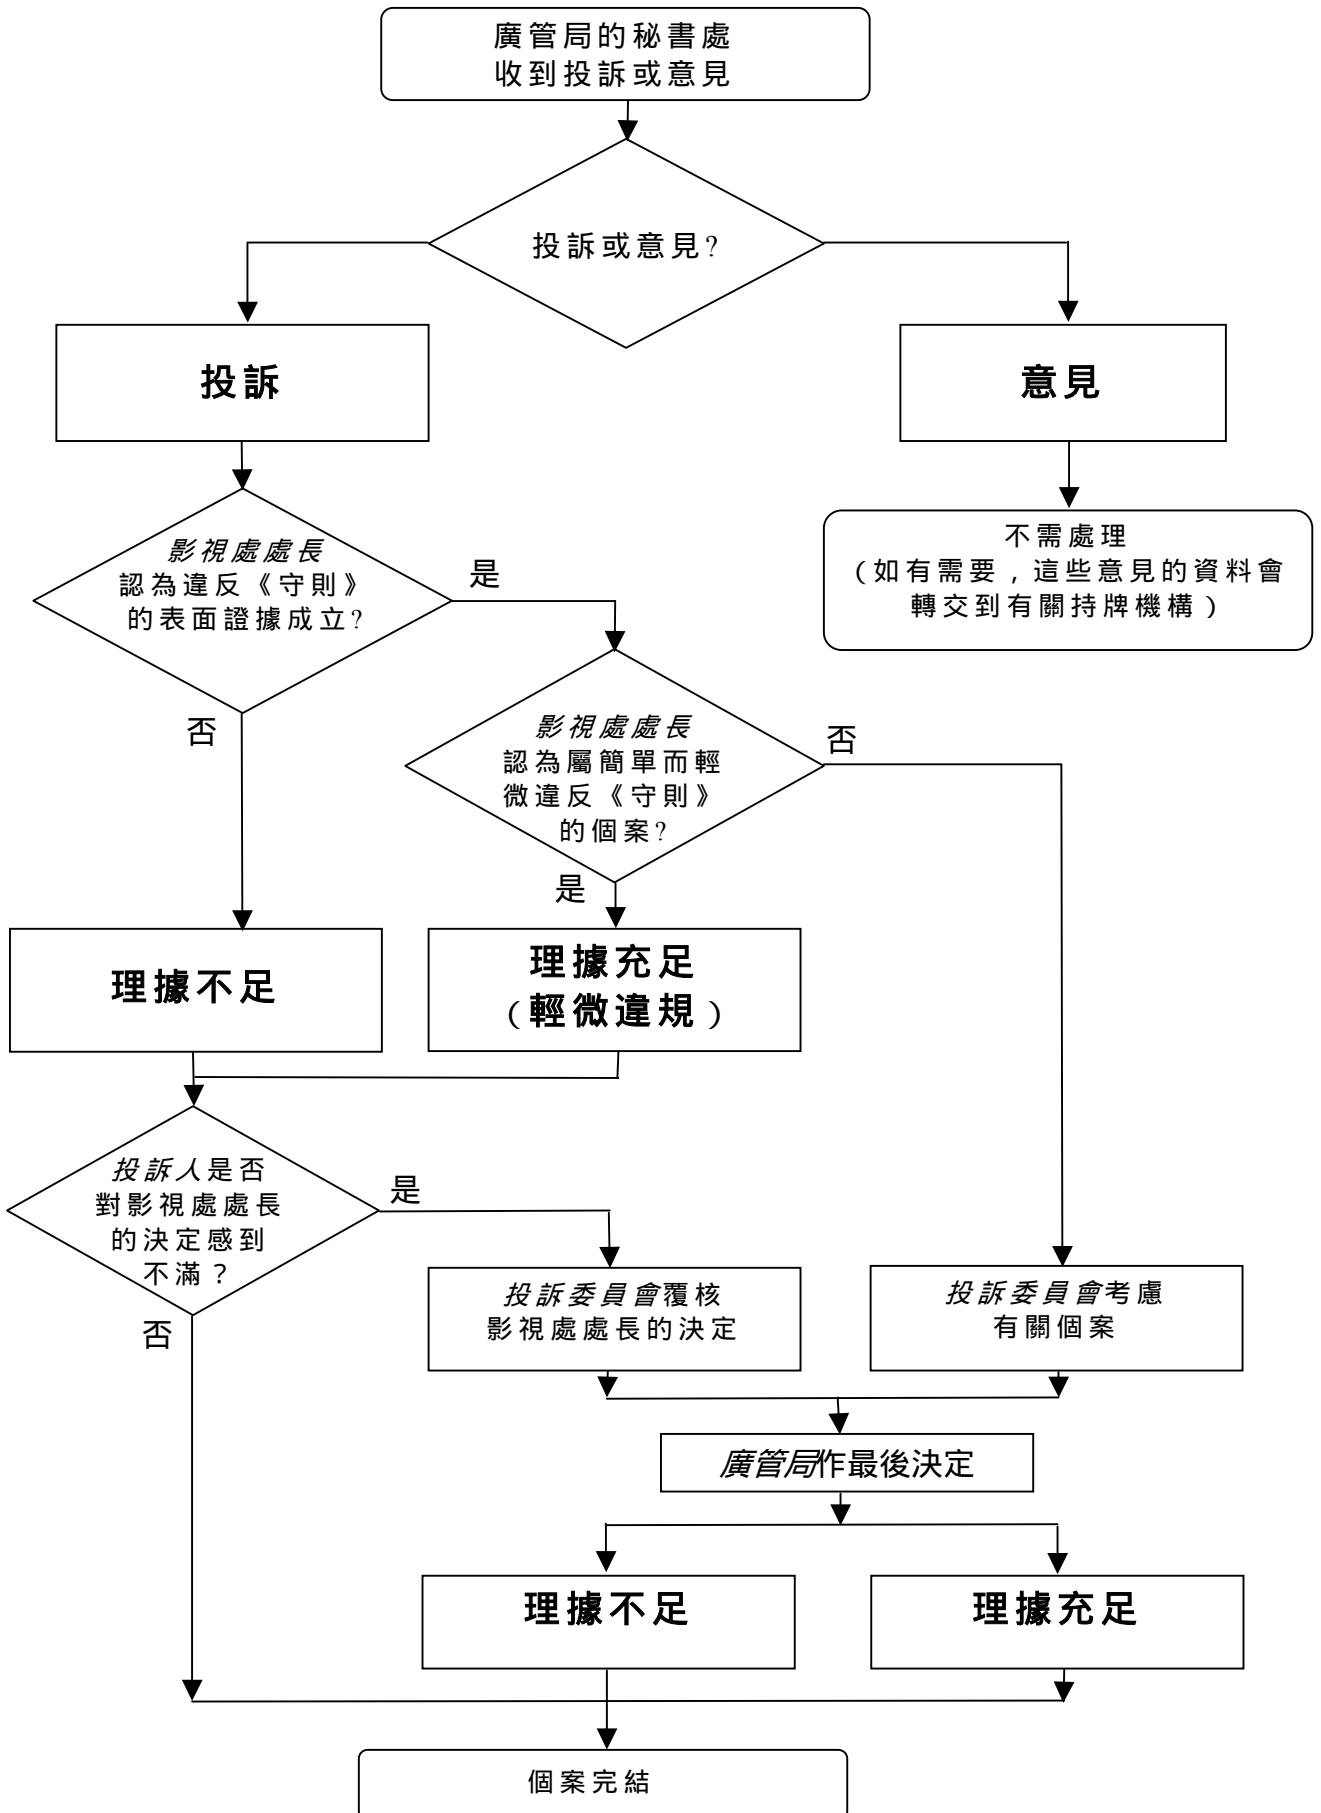 廣管局的秘書處
收到投訴或意見
投訴或意見?
投訴
意見
影視處處長
認為違反《守則》
的表面證據成立?
是
不需處理
(如有需要,這些意見的資料會
轉交到有關持牌機構)
否
影視處處長
認為屬簡單而輕
微違反《守則》
的個案?
否
是
理據不足
理據充足
(輕微違規)
投訴人是否
對影視處處長
的決定感到
不滿?
是
否
投訴委員會覆核
影視處處長的決定
投訴委員會考慮
有關個案
廣管局作最後決定
理據不足
理據充足
個案完結